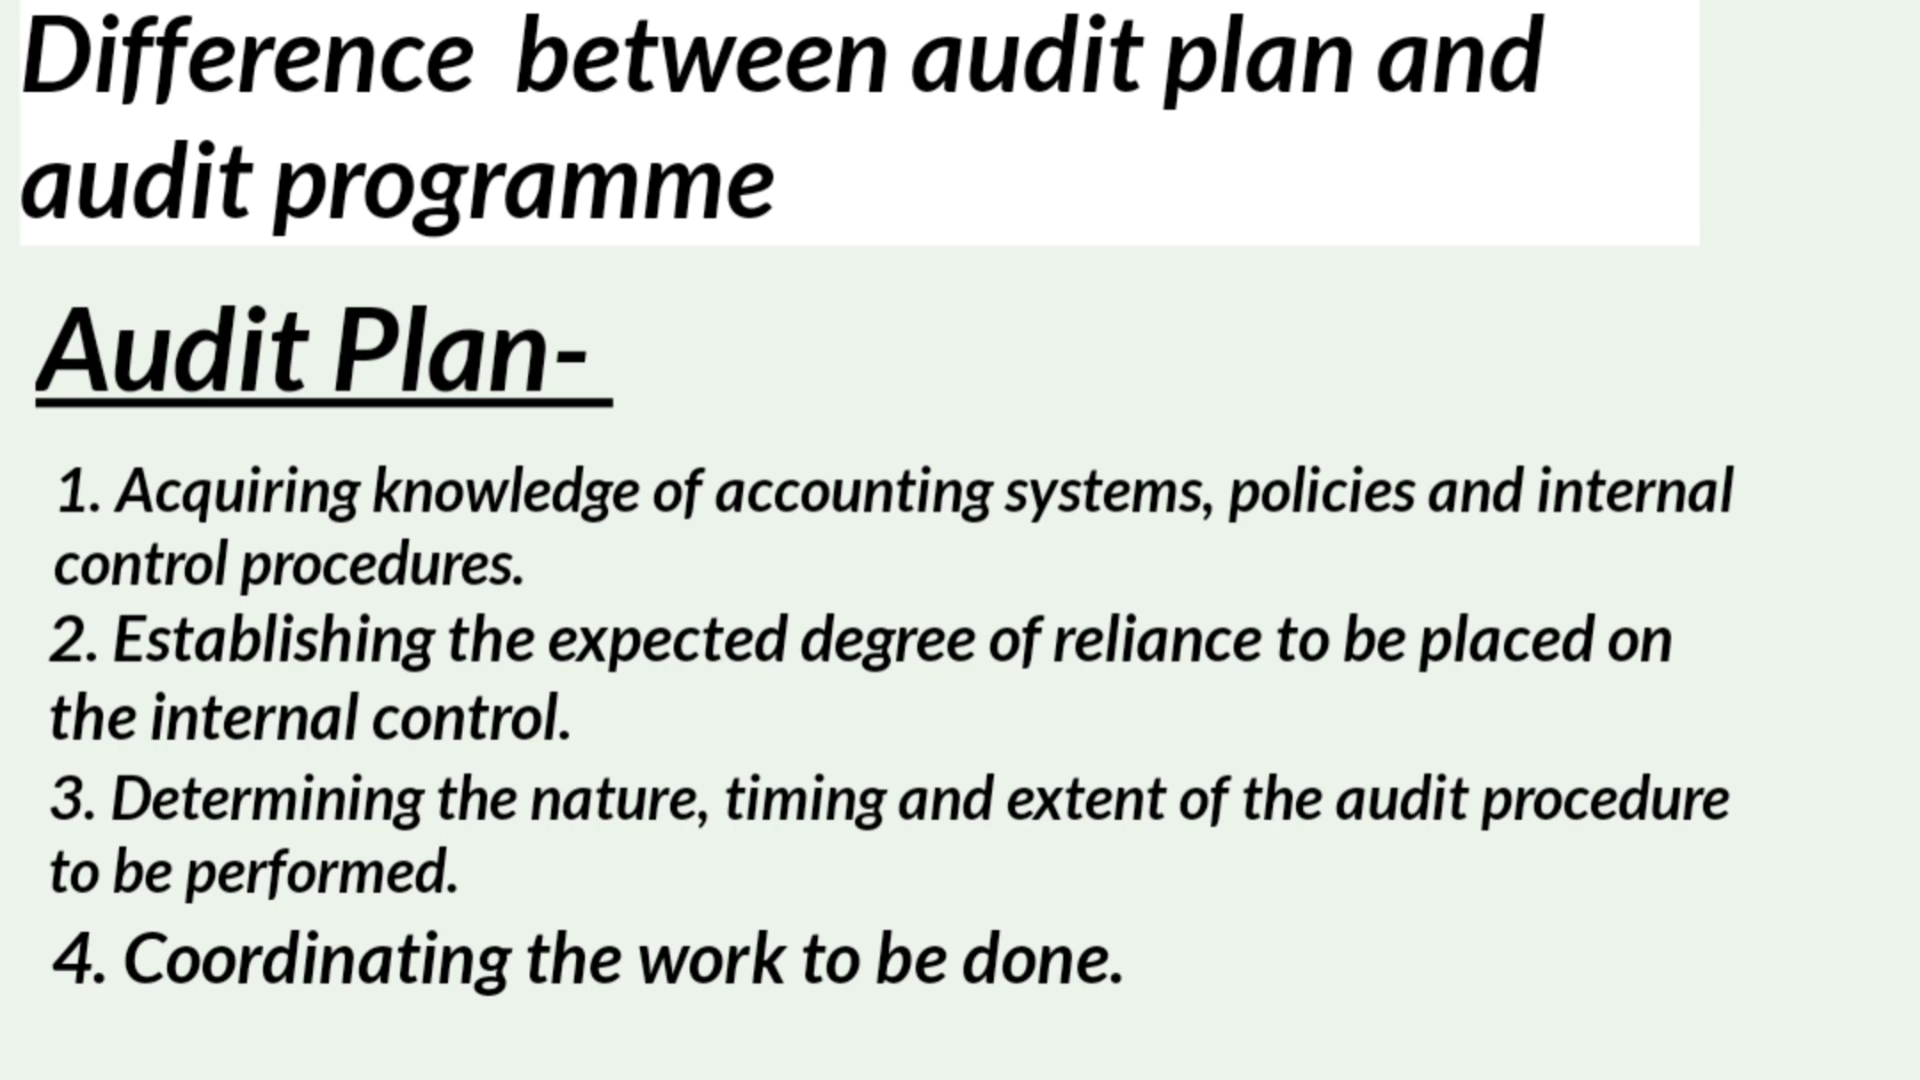 Difference  between audit plan and
audit programme
Audit Plan-
1. Acquiring knowledge of accounting systems, policies and internal
control procedures.
2. Establishing the expected degree of reliance to be placed on
the internal control.
3. Determining the nature, timing and extent of the audit procedure
to be performed.
4. Coordinating the work to be done.